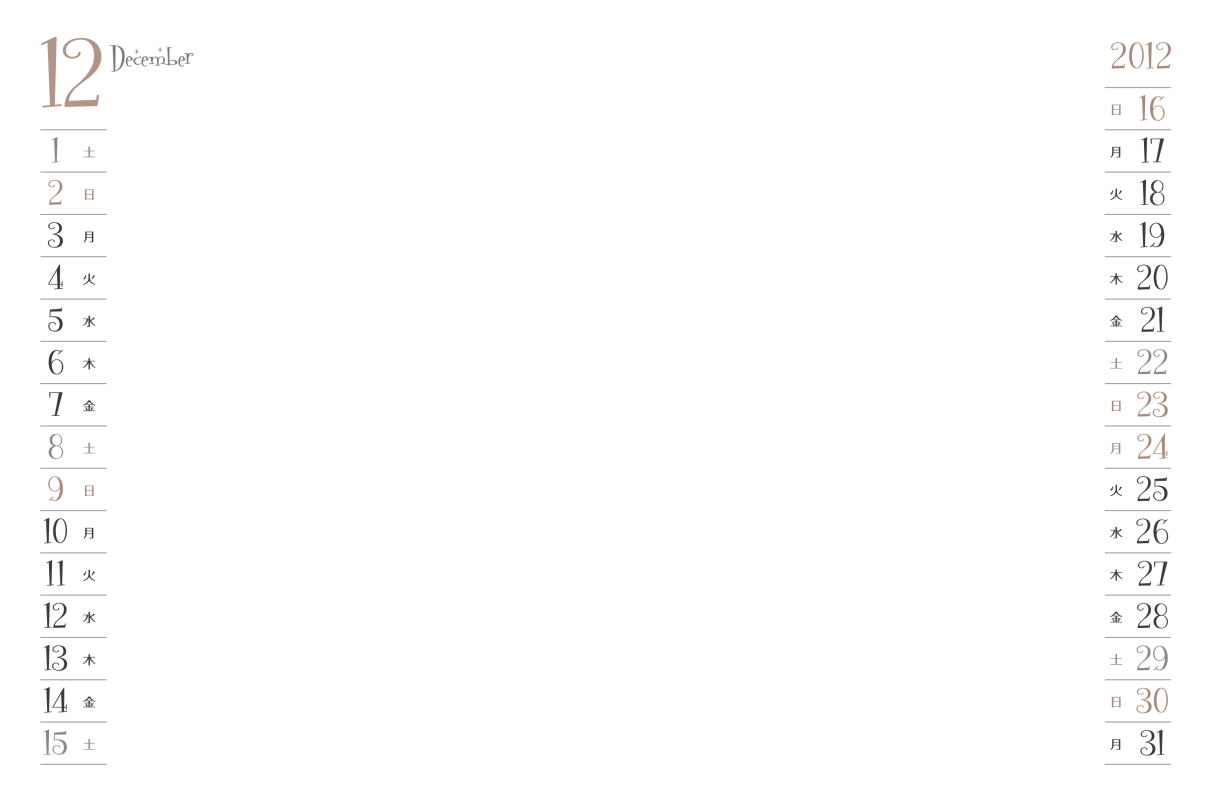 12 December
1 土
2 日
3 月
4 火
5 水
6 木
7 金
8 土
9 日
10 月
11 火
12 水
13 木
14 金
15 土
2012
日 16
月 17
火 18
水 19
木 20
金 21
土 22
日 23
月 24
火 25
水 26
木 27
金 28
土 29
日 30
月 31